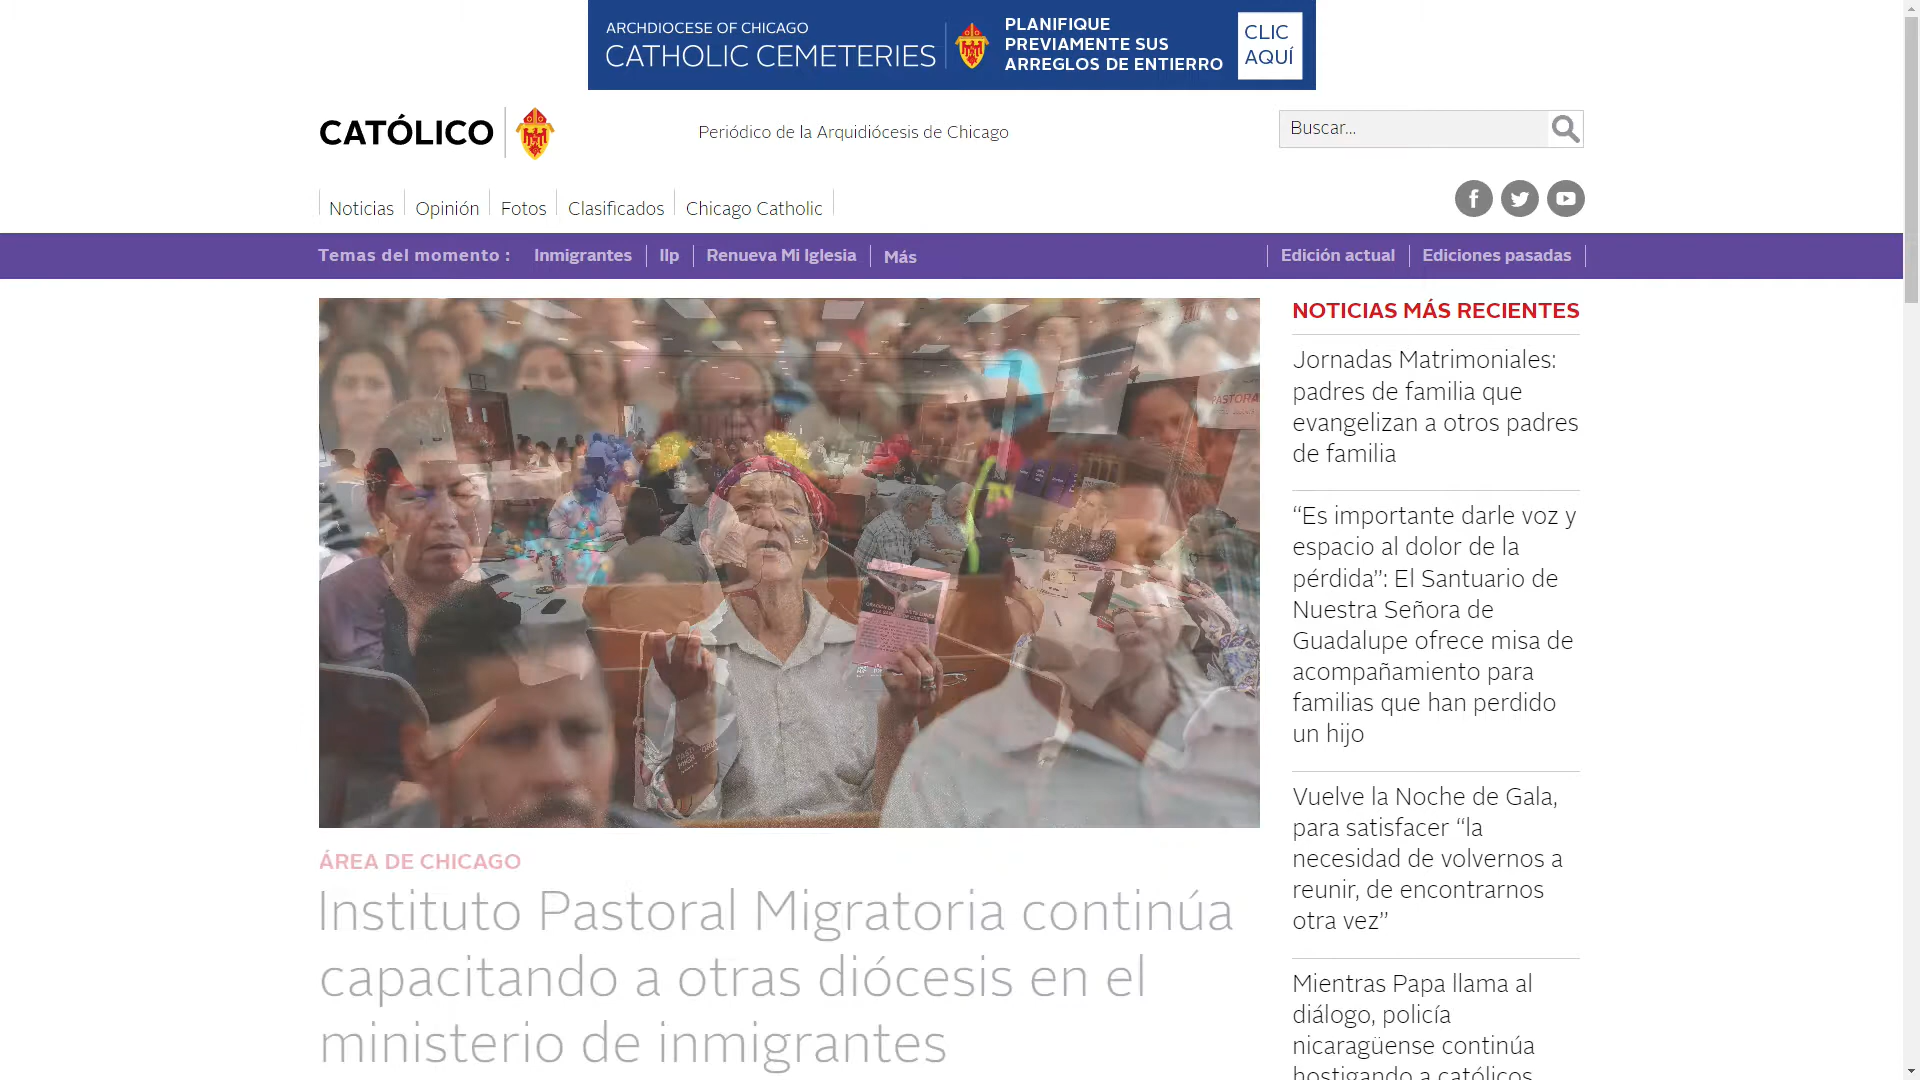 ARCHDIOCESE OF CHICAGO
CATHOLIC CEMETERIES
PLANIFIQUE
PREVIAMENTE SUS
ARREGLOS DE ENTIERRO
CLIC
AQUÍ
CATÓLICO
Periódico de la Arquidiócesis de Chicago
Buscar...
Noticias
Opinión
Fotos
Clasificados
Chicago Catholic
Temas del momento :
Inmigrantes
IIp
Renueva Mi Iglesia
Más
Edición actual
Ediciones pasadas
PASTORA
ÁREA DE CHICAGO
Instituto Pastoral Migratoria continúa
capacitando a otras diócesis en el
ministerio de inmigrantes
NOTICIAS MÁS RECIENTES
Jornadas Matrimoniales:
padres de familia que
evangelizan a otros padres
de familia
“Es importante darle voz y
espacio al dolor de la
pérdida”: El Santuario de
Nuestra Señora de
Guadalupe ofrece misa de
acompañamiento para
familias que han perdido
un hijo
Vuelve la Noche de Gala,
para satisfacer “la
necesidad de volvernos a
reunir, de encontrarnos
otra vez”
Mientras Papa llama al
diálogo, policía
nicaragüense continúa
hostigando a católicos